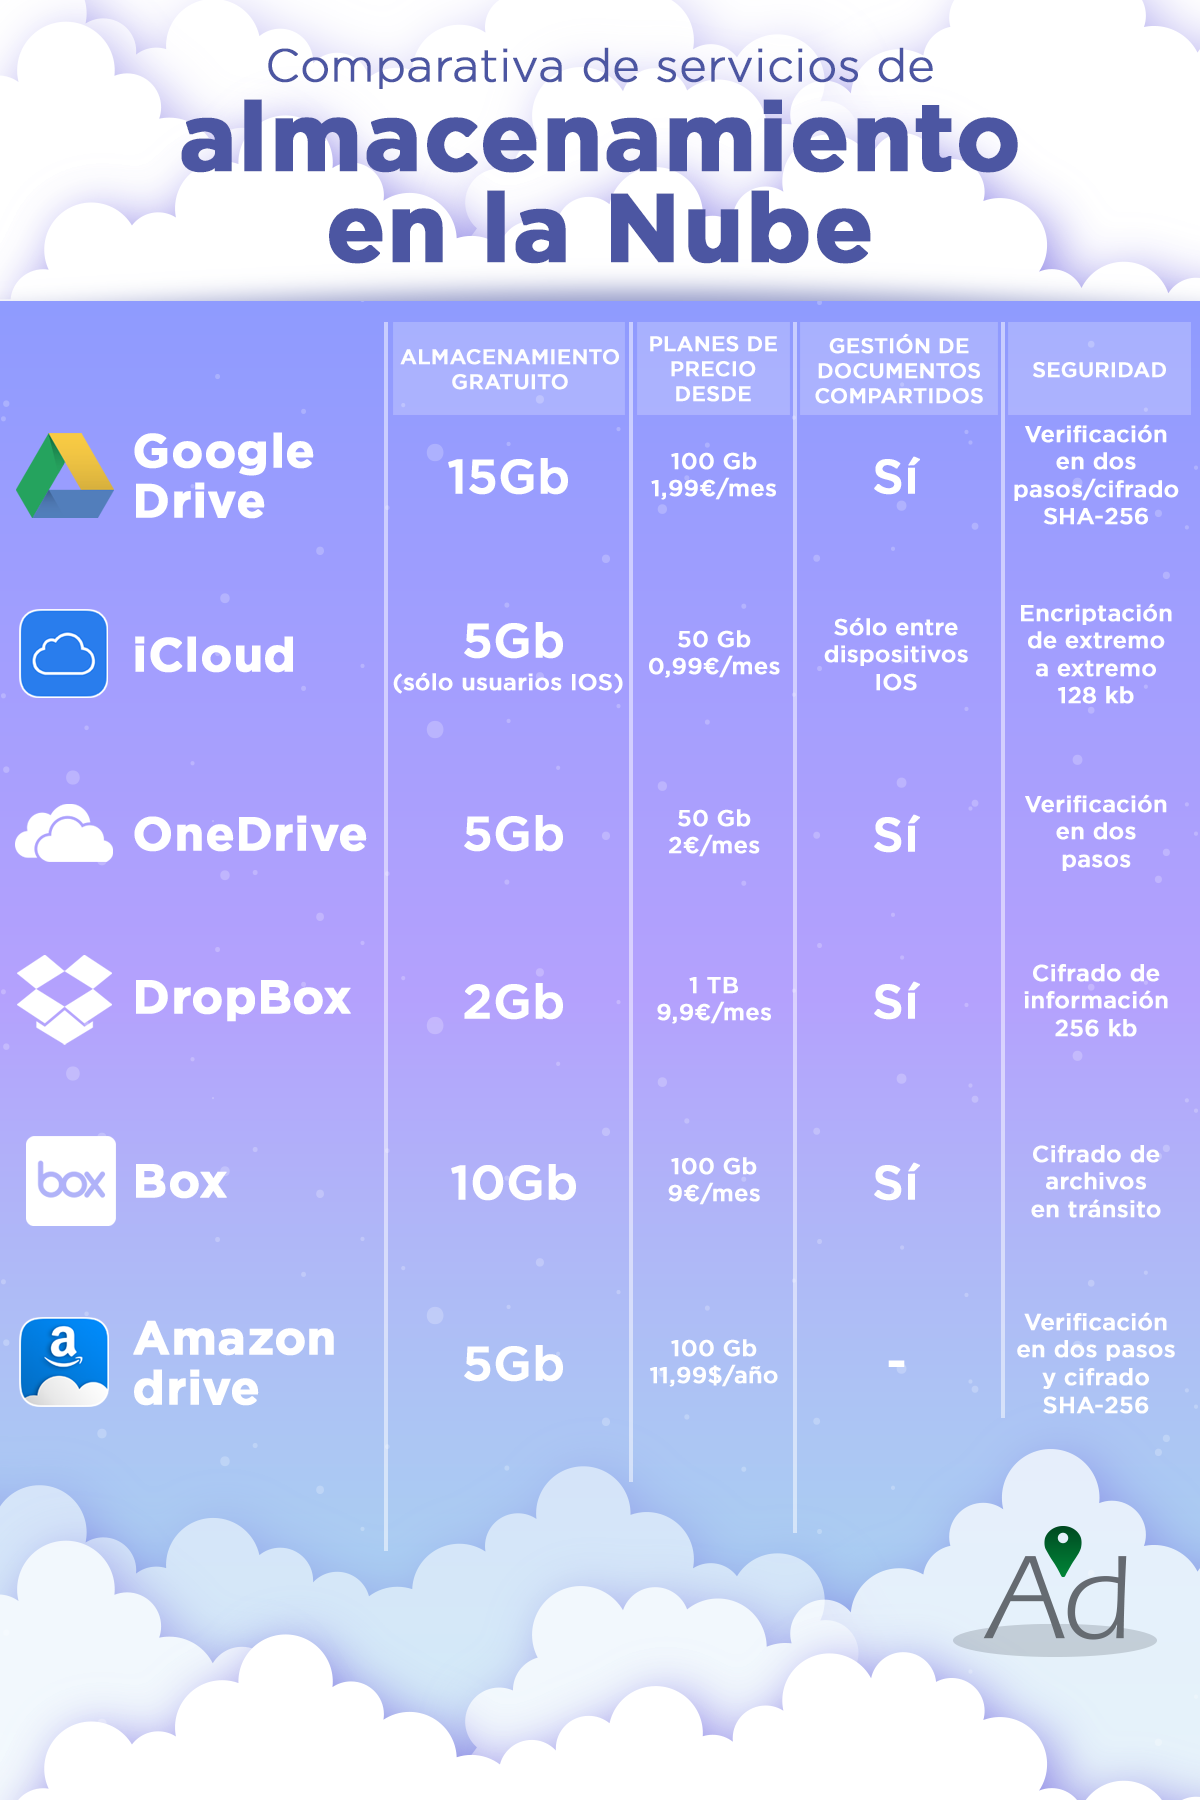 Comparativa de servicios de
almacenamiento
en la Nube
ALMACENAMIENTO
GRATUITO
PLANES DE
PRECIO
DESDE
GESTIÓN DE
DOCUMENTOS
COMPARTIDOS
SEGURIDAD
Google
Drive
15Gb
100 Gb
1,99€/mes
Sí
Verificación
en dos
pasos/cifrado
SHA-256
iCloud
5Gb
(sólo usuarios IOS)
50 Gb
0,99€/mes
Sólo entre
dispositivos
IOS
Encriptación
de extremo
a extremo
128 kb
OneDrive
5Gb
50 Gb
2€/mes
Sí
Verificación
en dos
pasos
DropBox
2Gb
1 TB
9,9€/mes
Sí
Cifrado de
información
256 kb
box
Box
10Gb
100 Gb
9€/mes
Sí
Cifrado de
archivos
en tránsito
a
Amazon
drive
5Gb
100 Gb
11,99$/año
-
Verificación
en dos pasos
y cifrado
SHA-256
Ad